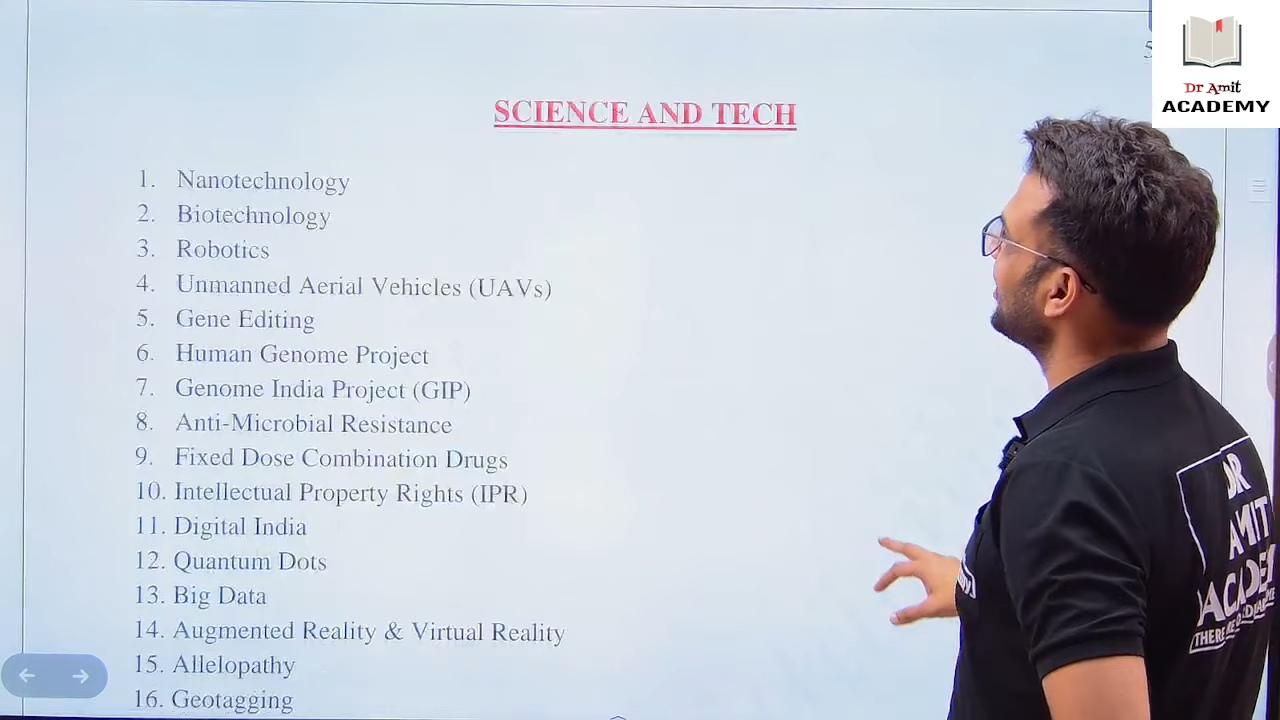 Dr Amit
ACADEMY
SCIENCE AND TECH
1. Nanotechnology
2. Biotechnology
3. Robotics
4. Unmanned Aerial Vehicles (UAVs)
5. Gene Editing
6. Human Genome Project
7. Genome India Project (GIP)
8. Anti-Microbial Resistance
9. Fixed Dose Combination Drugs
10. Intellectual Property Rights (IPR)
11. Digital India
12. Quantum Dots
13. Big Data
14. Augmented Reality & Virtual Reality
15. Allelopathy
16. Geotagging
DR
AMIT
ACADE